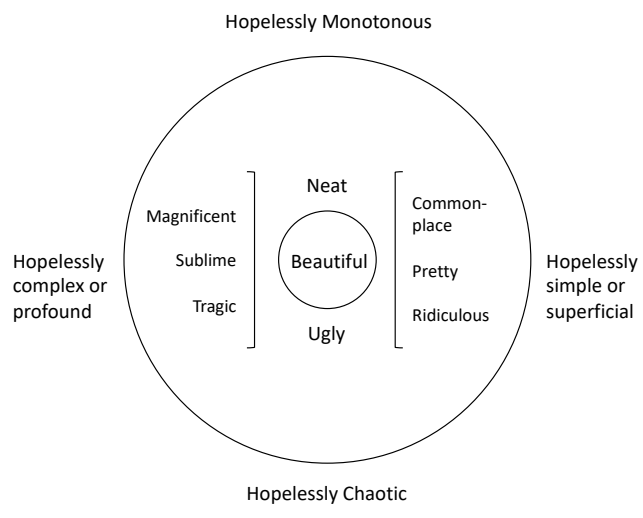 Hopelessly Monotonous
Neat
Magnificent
Sublime
Tragic
Beautiful
Common-
place
Pretty
Ridiculous
Hopelessly
complex or
profound
Hopelessly
simple or
superficial
Ugly
Hopelessly Chaotic